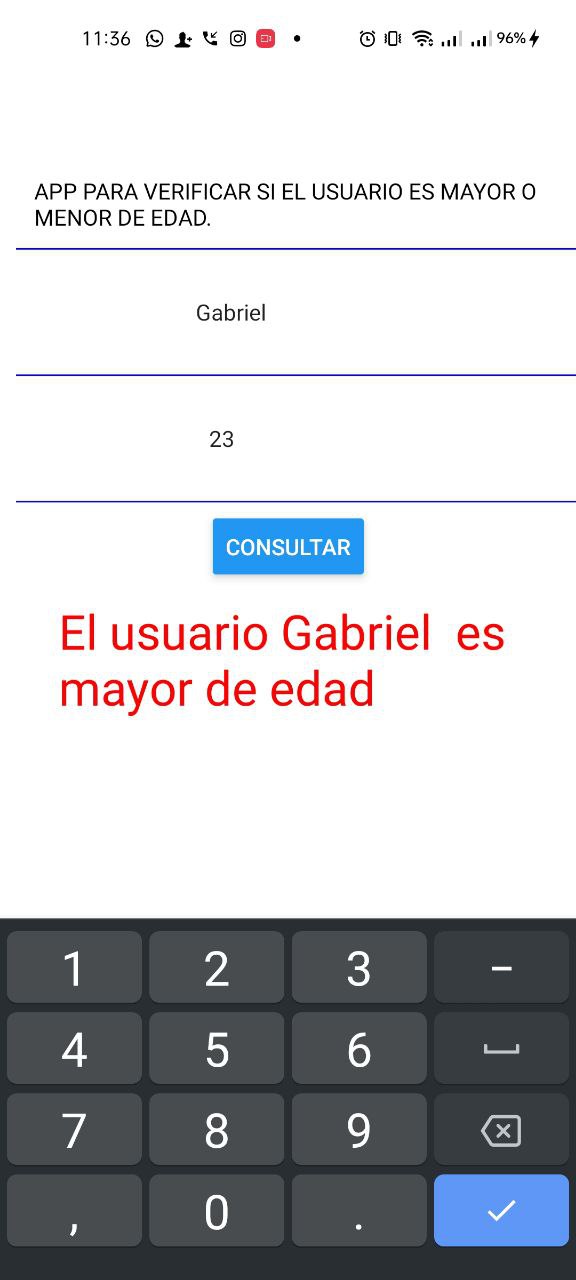 11:36 96%
APP PARA VERIFICAR SI EL USUARIO ES MAYOR O
MENOR DE EDAD.
Gabriel
23
CONSULTAR
El usuario Gabriel  es
mayor de edad
1 2 3 –
4 5 6
7 8 9
, 0 .